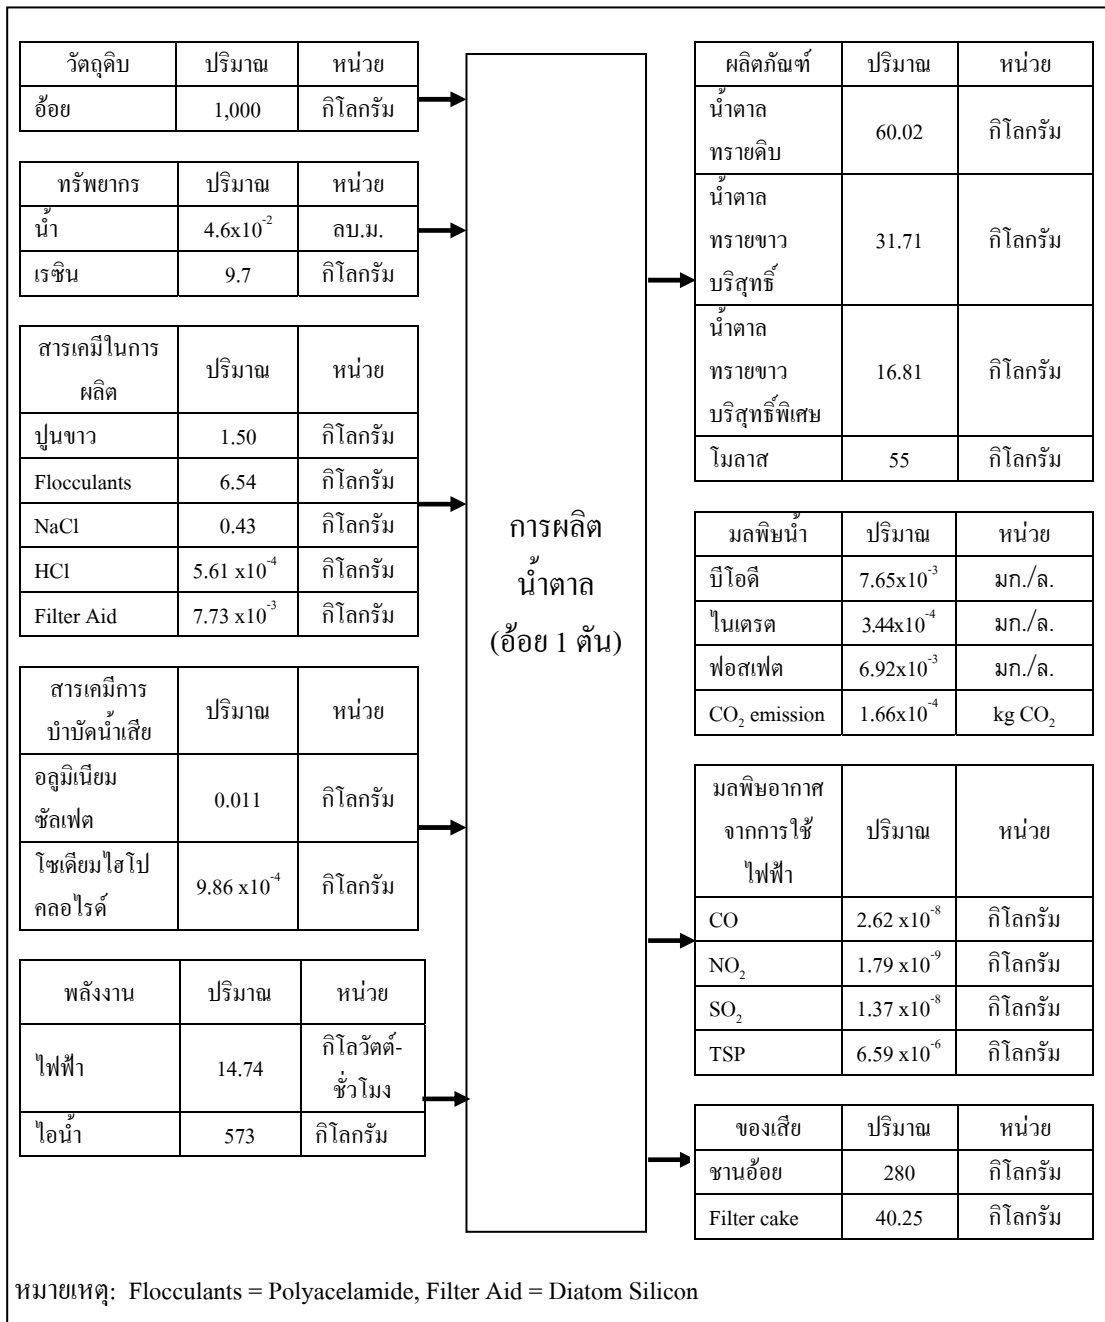 วัตถุดิบ ปริมาณ หน่วย
อ้อย 1,000 กิโลกรัม
ทรัพยากร ปริมาณ หน่วย
น้ำ 4.6x10⁻² ลบ.ม.
เรซิน 9.7 กิโลกรัม
สารเคมีในการ
ผลิต ปริมาณ หน่วย
ปูนขาว 1.50 กิโลกรัม
Flocculants 6.54 กิโลกรัม
NaCl 0.43 กิโลกรัม
HCl 5.61 x10⁻⁴ กิโลกรัม
Filter Aid 7.73 x10⁻³ กิโลกรัม
สารเคมีการ
บำบัดน้ำเสีย ปริมาณ หน่วย
อลูมิเนียม
ซัลเฟต 0.011 กิโลกรัม
โซเดียมไฮโป
คลอไรด์ 9.86 x10⁻⁴ กิโลกรัม
พลังงาน ปริมาณ หน่วย
ไฟฟ้า 14.74 กิโลวัตต์-
ชั่วโมง
ไอน้ำ 573 กิโลกรัม
การผลิต
น้ำตาล
(อ้อย 1 ตัน)
ผลิตภัณฑ์ ปริมาณ หน่วย
น้ำตาล
ทรายดิบ 60.02 กิโลกรัม
น้ำตาล
ทรายขาว 31.71 กิโลกรัม
บริสุทธิ์
น้ำตาล
ทรายขาว 16.81 กิโลกรัม
บริสุทธิ์พิเศษ
โมลาส 55 กิโลกรัม
มลพิษน้ำ ปริมาณ หน่วย
บีโอดี 7.65x10⁻³ มก./ล.
ไนเตรต 3.44x10⁻⁴ มก./ล.
ฟอสเฟต 6.92x10⁻³ มก./ล.
CO₂ emission 1.66x10⁻⁴ kg CO₂
มลพิษอากาศ
จากการใช้ ปริมาณ หน่วย
ไฟฟ้า
CO 2.62 x10⁻⁸ กิโลกรัม
NO₂ 1.79 x10⁻⁹ กิโลกรัม
SO₂ 1.37 x10⁻⁸ กิโลกรัม
TSP 6.59 x10⁻⁶ กิโลกรัม
ของเสีย ปริมาณ หน่วย
ชานอ้อย 280 กิโลกรัม
Filter cake 40.25 กิโลกรัม
หมายเหตุ: Flocculants = Polyacelamide, Filter Aid = Diatom Silicon